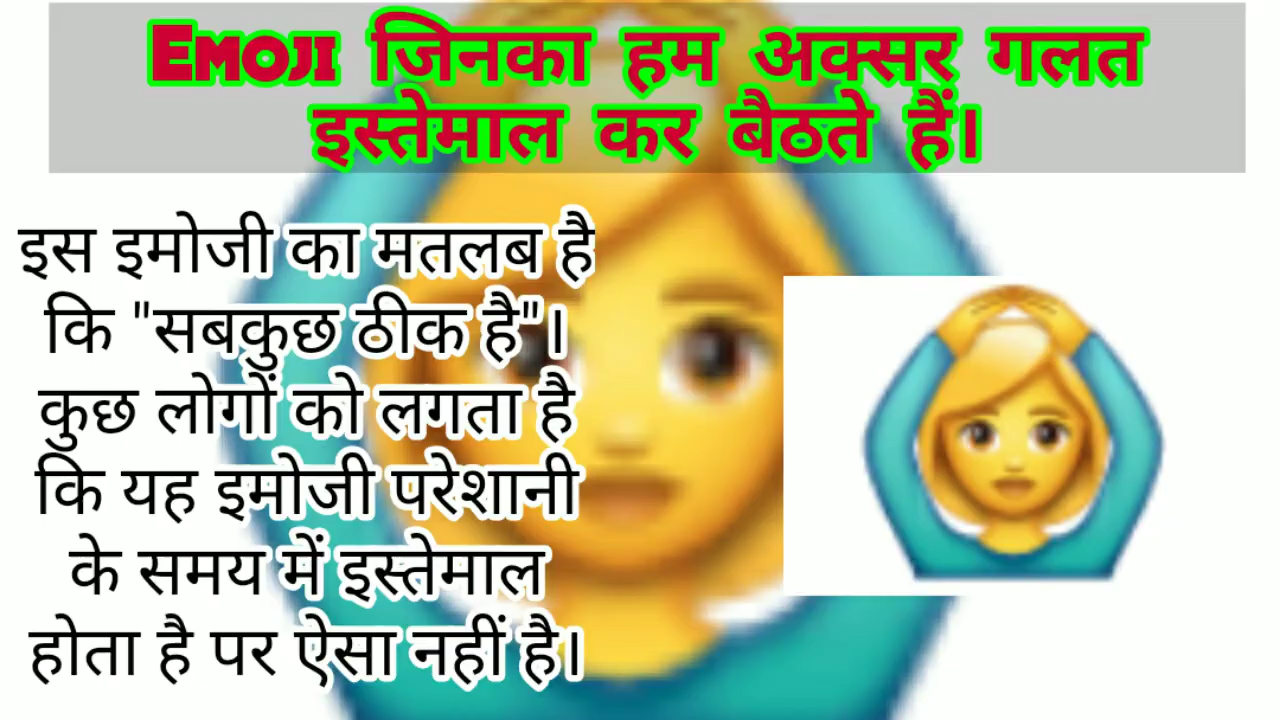 Emoji जिनका हम अक्सर गलत
इस्तेमाल कर बैठते हैं।
इस इमोजी का मतलब है
कि "सबकुछ ठीक है"।
कुछ लोगों को लगता है
कि यह इमोजी परेशानी
के समय में इस्तेमाल
होता है पर ऐसा नहीं है।